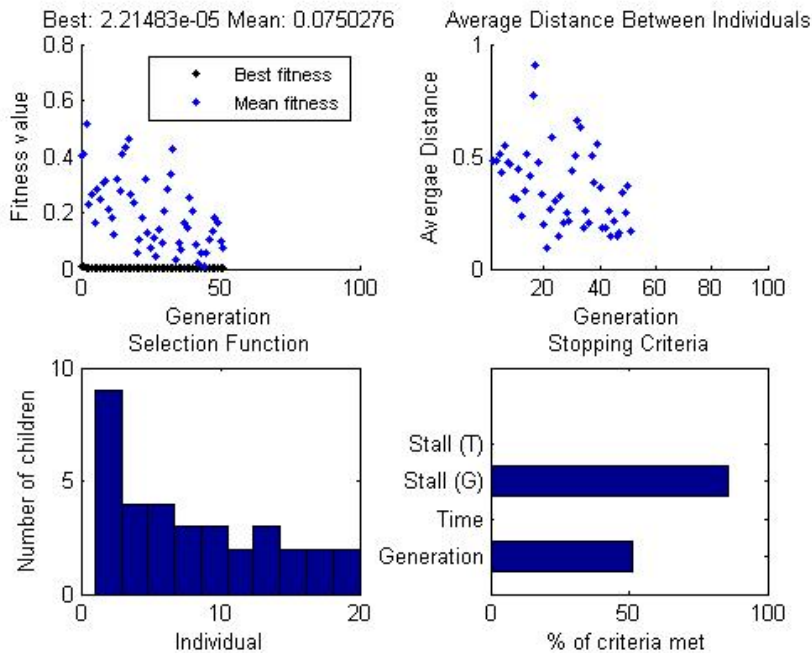 Best: 2.21483e-05 Mean: 0.0750276
0.8
0.6
0.4
0.2
0
Fitness value
Best fitness
Mean fitness
0
50
100
Generation
Average Distance Between Individuals
1
0.5
0
Avergae Distance
20
40
60
80
100
Generation
Selection Function
10
5
0
Number of children
0
10
20
Individual
Stopping Criteria
Stall (T)
Stall (G)
Time
Generation
0
50
100
% of criteria met